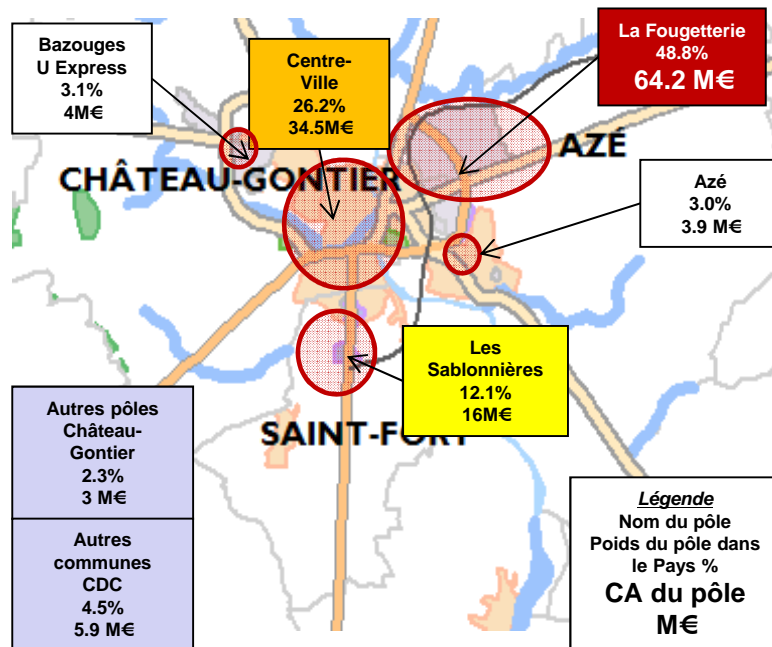 Bazouges
U Express
3.1%
4M€
Centre-
Ville
26.2%
34.5M€
La Fougetterie
48.8%
64.2 M€
AZÉ
CHÂTEAU-GONTIER
Azé
3.0%
3.9 M€
Les
Sablonnières
12.1%
16M€
SAINT-FORT
Autres pôles
Château-
Gontier
2.3%
3 M€
Autres
communes
CDC
4.5%
5.9 M€
Légende
Nom du pôle
Poids du pôle dans
le Pays %
CA du pôle
M€